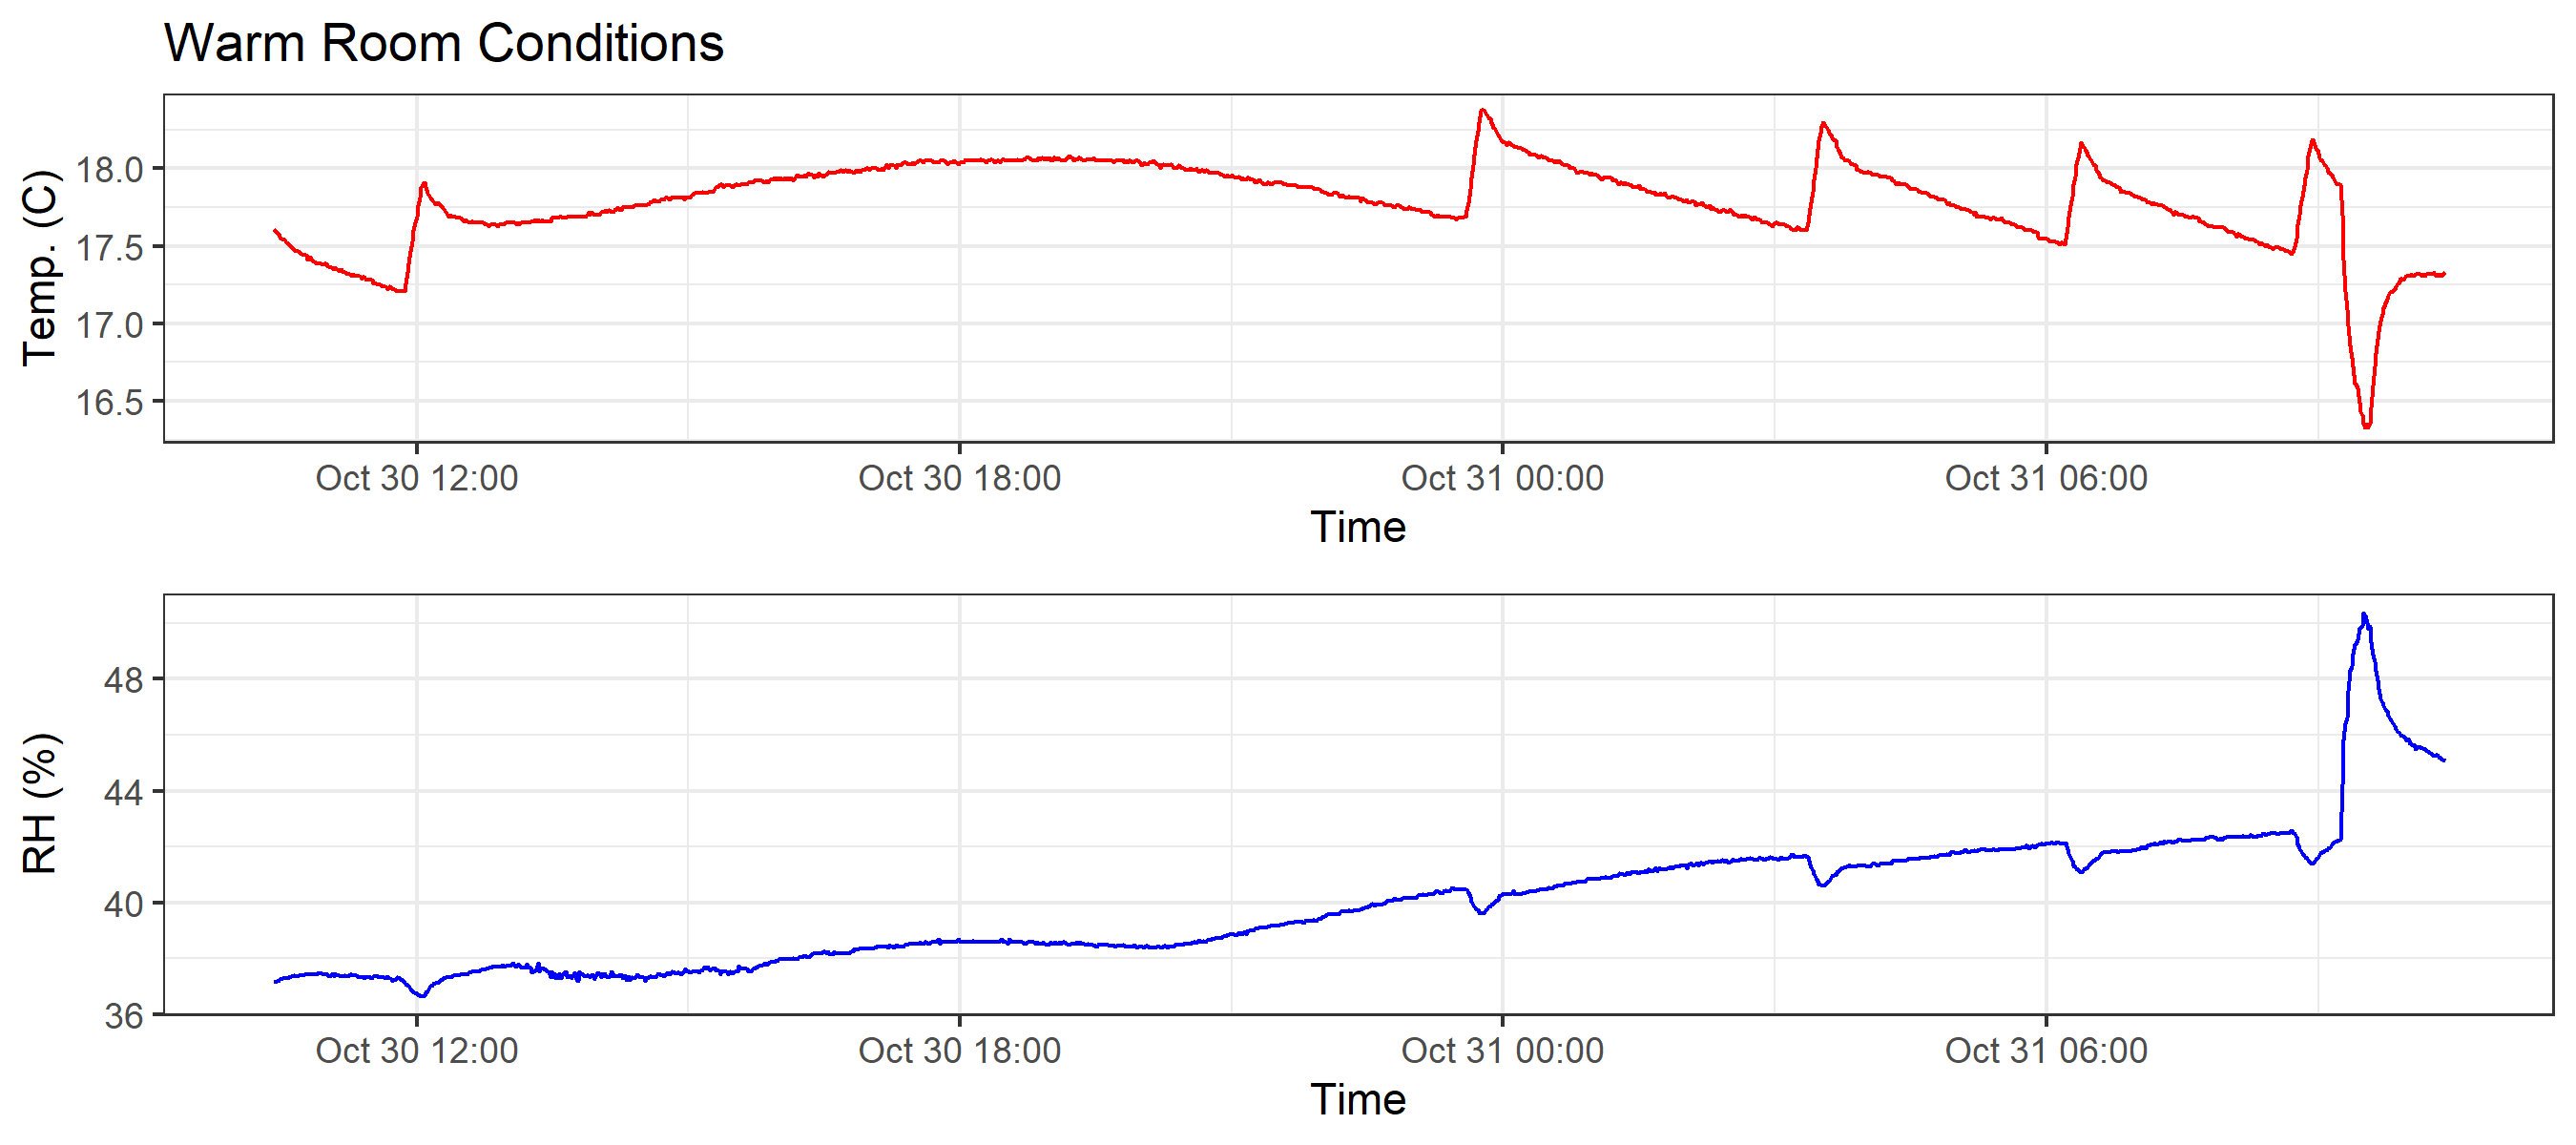 Warm Room Conditions
Temp. (C)
18.0
17.5
17.0
16.5
Oct 30 12:00 Oct 30 18:00 Oct 31 00:00 Oct 31 06:00
Time
RH (%)
48
44
40
36
Oct 30 12:00 Oct 30 18:00 Oct 31 00:00 Oct 31 06:00
Time